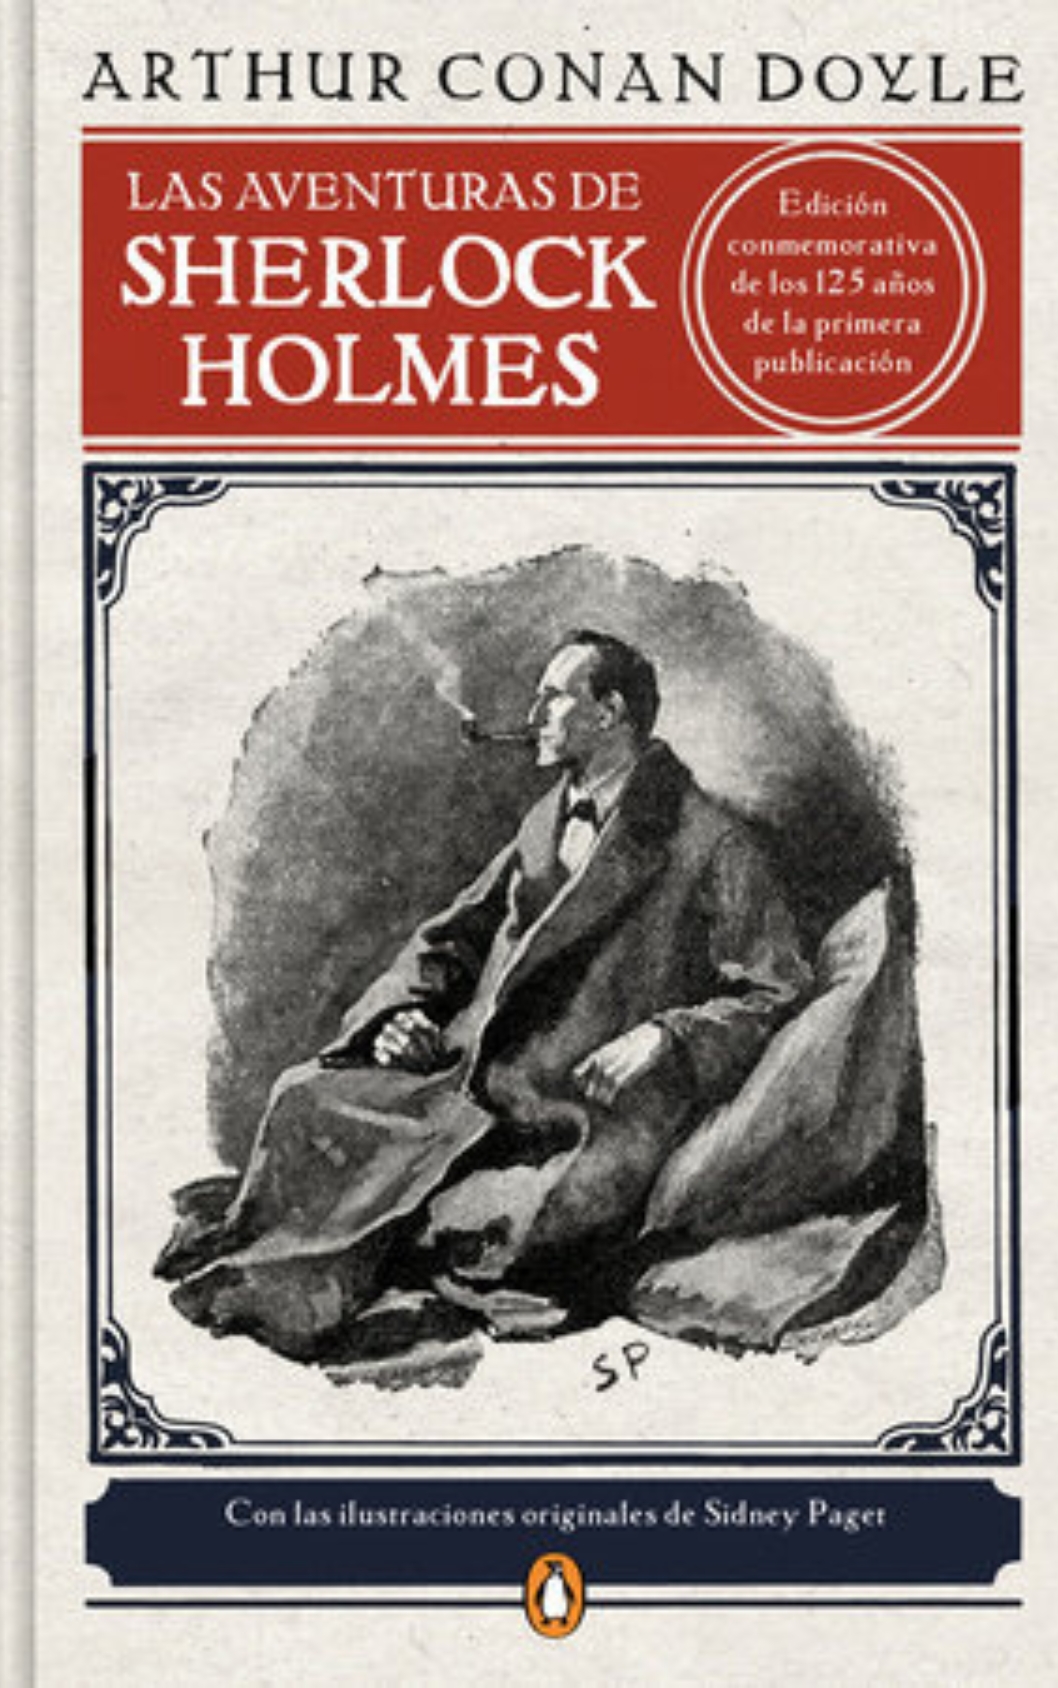 ARTHUR CONAN DOYLE
LAS AVENTURAS DE
SHERLOCK
HOLMES
Edición
conmemorativa
de los 125 años
de la primera
publicación
SP
Con las ilustraciones originales de Sidney Paget